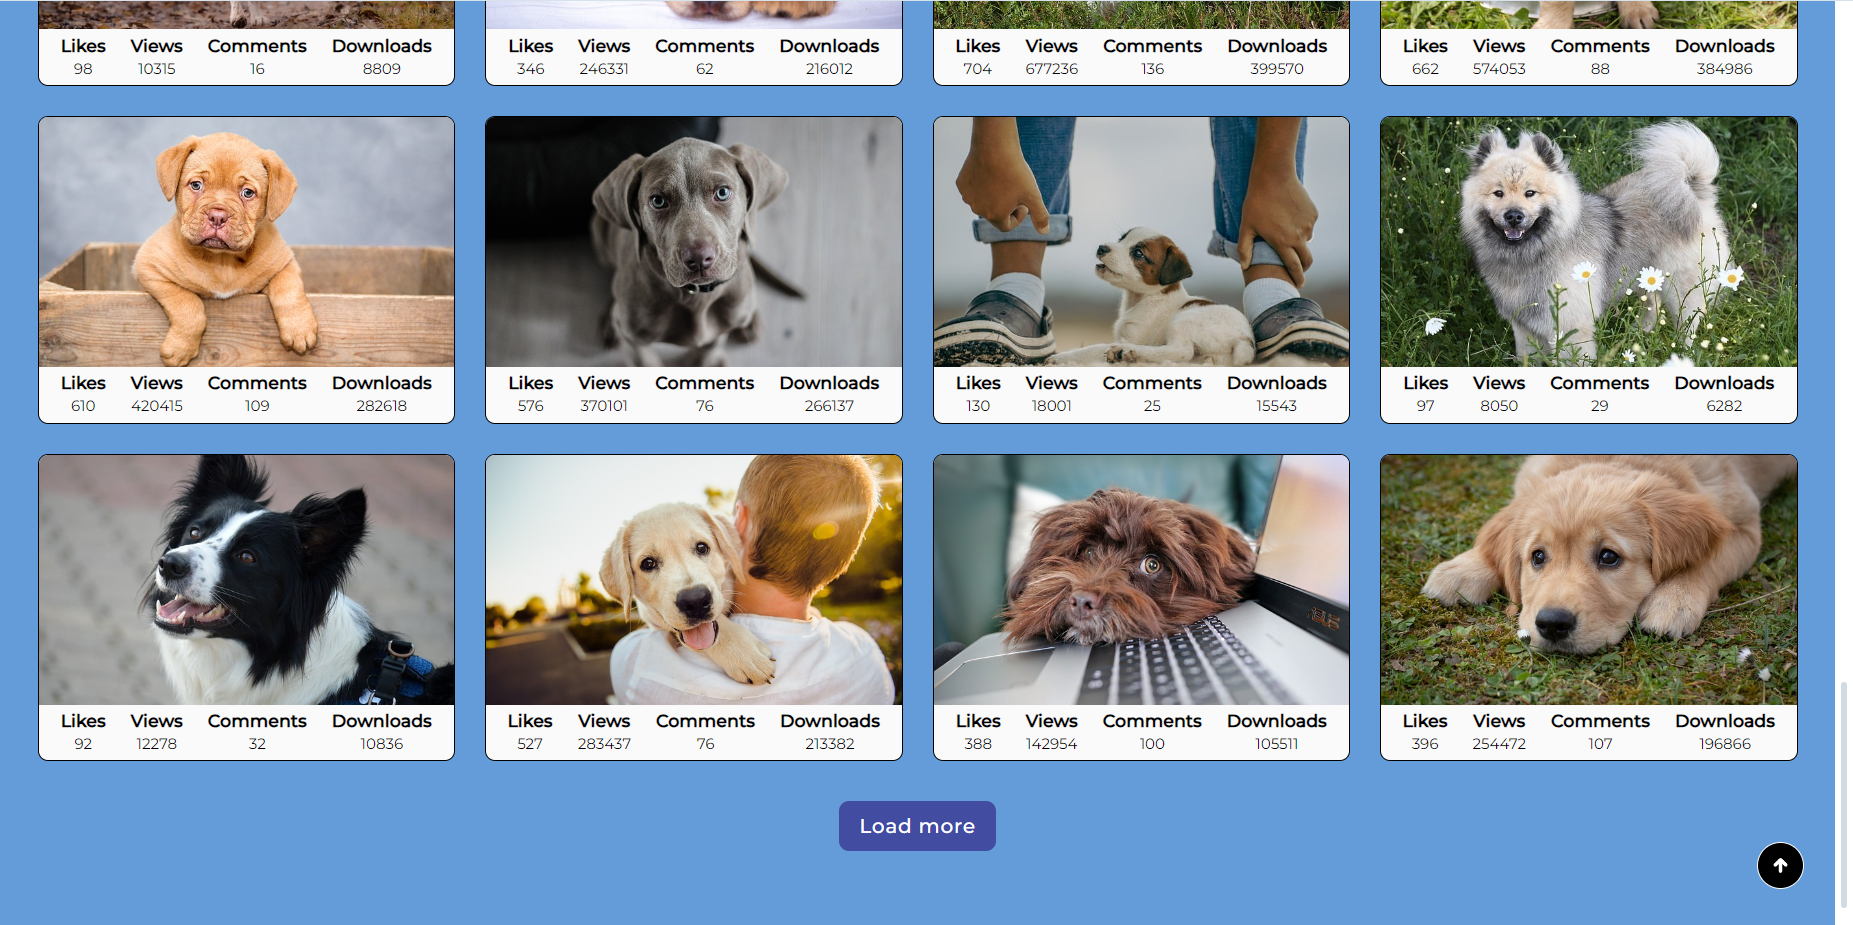 Likes Views Comments Downloads
98 10315 16 8809
Likes Views Comments Downloads
346 246331 62 216012
Likes Views Comments Downloads
704 677236 136 399570
Likes Views Comments Downloads
662 574053 88 384986
Likes Views Comments Downloads
610 420415 109 282618
Likes Views Comments Downloads
576 370101 76 266137
Likes Views Comments Downloads
130 18001 25 15543
Likes Views Comments Downloads
97 8050 29 6282
ASUS
Likes Views Comments Downloads
92 12278 32 10836
Likes Views Comments Downloads
527 283437 76 213382
Likes Views Comments Downloads
388 142954 100 105511
Likes Views Comments Downloads
396 254472 107 196866
Load more